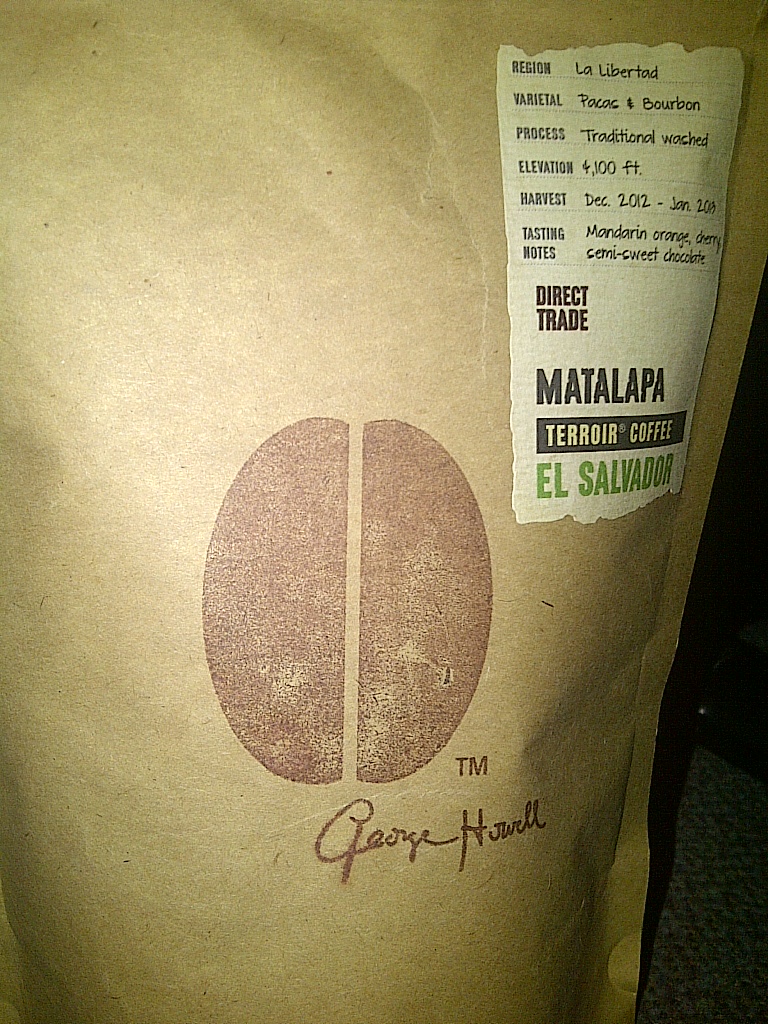 REGION La Libertad
VARIETAL Pacas & Bourbon
PROCESS Traditional washed
ELEVATION 4,100 ft.
HARVEST Dec. 2012 - Jan. 2013
TASTING NOTES Mandarin orange, cherry,
semi-sweet chocolate
DIRECT
TRADE
MATALAPA
TERROIR® COFFEE
EL SALVADOR
TM
George Howell